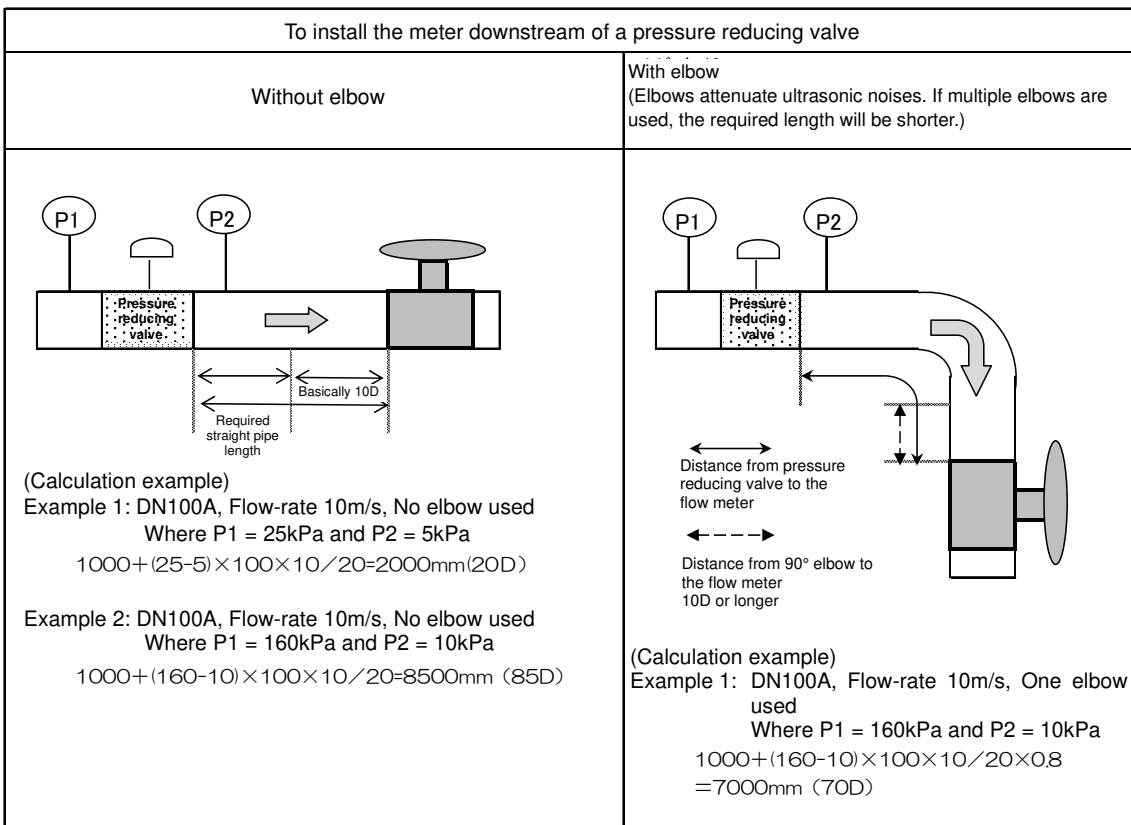 To install the meter downstream of a pressure reducing valve
Without elbow
With elbow
(Elbows attenuate ultrasonic noises. If multiple elbows are
used, the required length will be shorter.)
P1
P2
Pressure
reducing
valve
Basically 10D
Required
straight pipe
length
(Calculation example)
Example 1: DN100A, Flow-rate 10m/s, No elbow used
Where P1 = 25kPa and P2 = 5kPa
1000+(25-5)×100×10／20=2000mm(20D)
Example 2: DN100A, Flow-rate 10m/s, No elbow used
Where P1 = 160kPa and P2 = 10kPa
1000+(160-10)×100×10／20=8500mm (85D)
P1
P2
Pressure
reducing
valve
Distance from pressure
reducing valve to the
flow meter
Distance from 90° elbow to
the flow meter
10D or longer
(Calculation example)
Example 1: DN100A, Flow-rate 10m/s, One elbow
used
Where P1 = 160kPa and P2 = 10kPa
1000+(160-10)×100×10／20×0.8
=7000mm (70D)